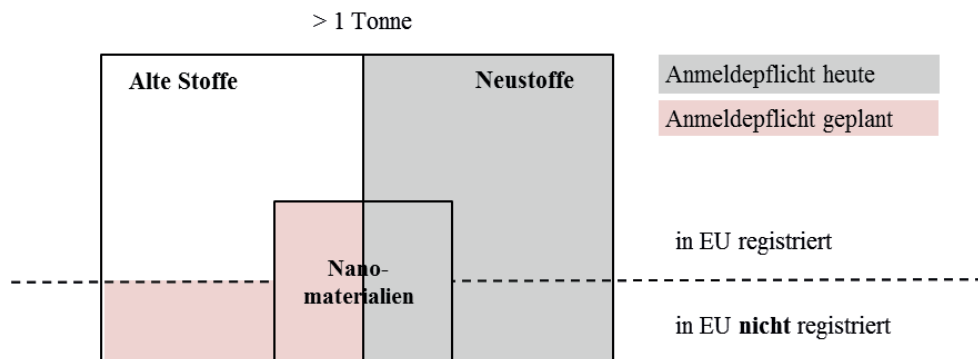 > 1 Tonne
Alte Stoffe
Neustoffe
Anmeldepflicht heute
Anmeldepflicht geplant
in EU registriert
Nano-
materialien
in EU nicht registriert